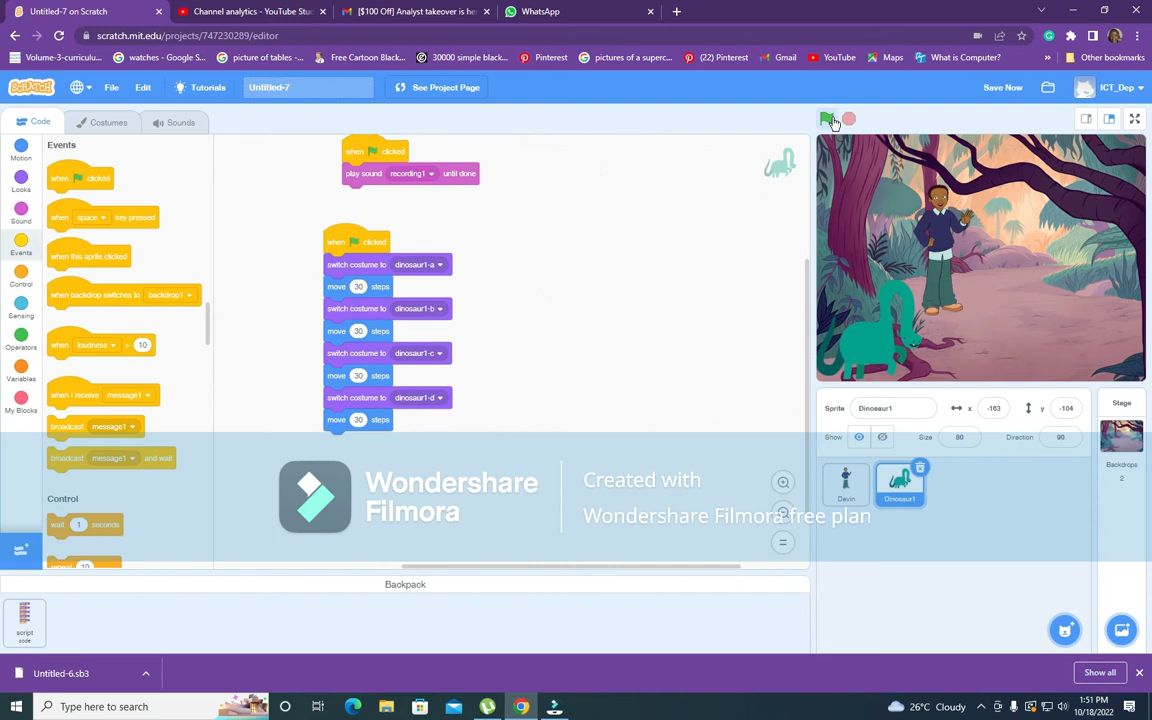 Untitled-7 on Scratch
Channel analytics - YouTube Stu
[$100 Off] Analyst takeover is he
WhatsApp
scratch.mit.edu/projects/747230289/editor
Volume-3-curriculu...
watches - Google S...
picture of tables -...
Free Cartoon Black...
30000 simple black...
Pinterest
pictures of a superc...
(22) Pinterest
Gmail
YouTube
Maps
What is Computer?
Other bookmarks
SCRATCH
File
Edit
Tutorials
Untitled-7
See Project Page
Save Now
ICT_Dep
Code
Costumes
Sounds
Motion
Looks
Sound
Events
Control
Sensing
Operators
Variables
My Blocks
Events
when clicked
when space key pressed
when this sprite clicked
when backdrop switches to backdrop1
when loudness > 10
when I receive message1
broadcast message1
broadcast message1 and wait
Control
wait 1 seconds
repeat 10
when clicked
play sound recording1 until done
when clicked
switch costume to dinosaur1-a
move 30 steps
switch costume to dinosaur1-b
move 30 steps
switch costume to dinosaur1-c
move 30 steps
switch costume to dinosaur1-d
move 30 steps
Wondershare
Filmora
Created with
Wondershare Filmora free plan
Sprite
Dinosaur1
x
-163
y
-104
Show
Size
80
Direction
90
Devin
Dinosaur1
Stage
Backdrops
2
Backpack
script
code
Untitled-6.sb3
Show all
Type here to search
26°C Cloudy
1:51 PM
10/18/2022